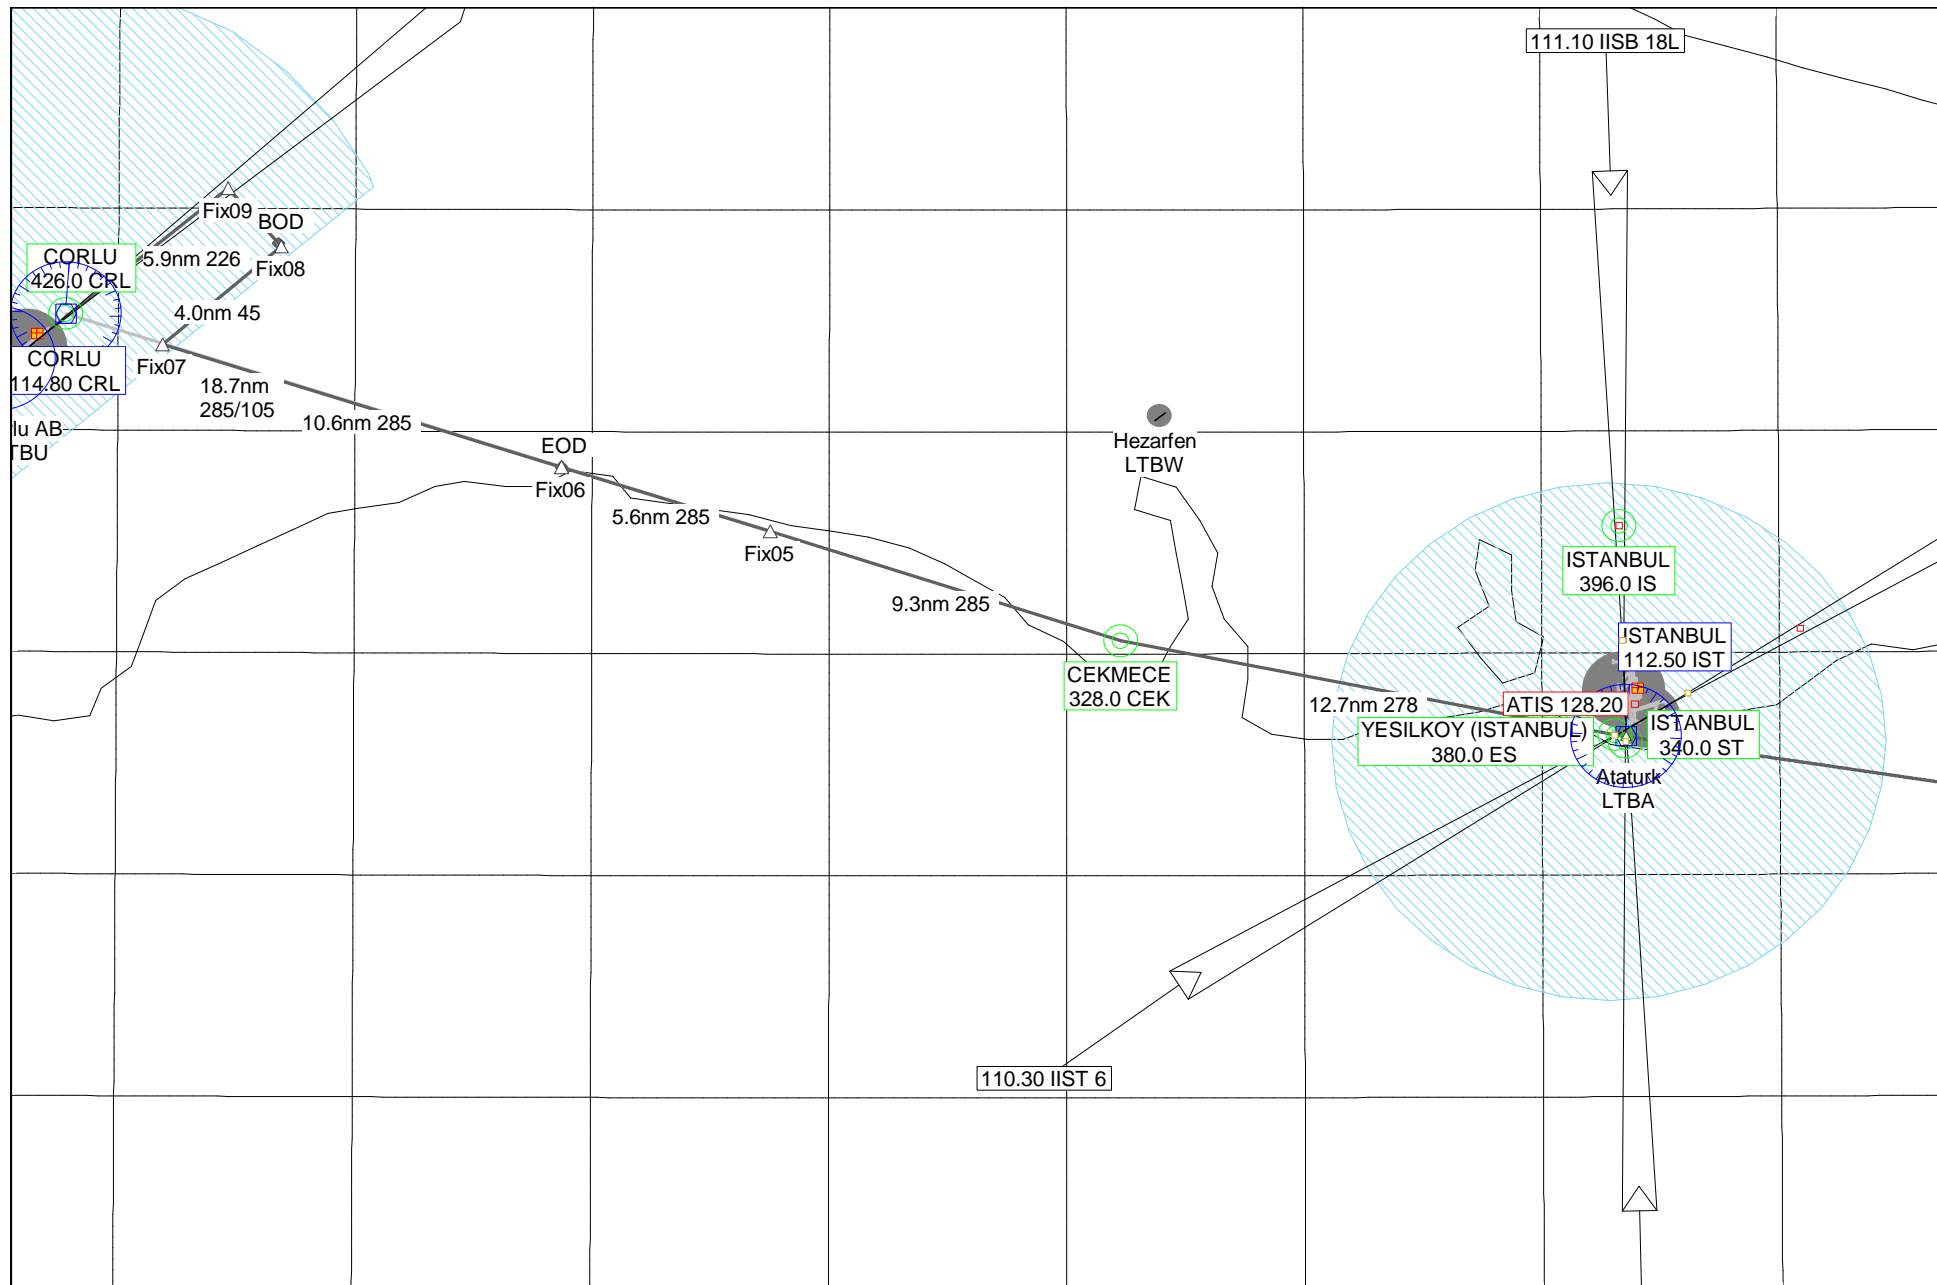 111.10 IISB 18L
Fix09
BOD
CORLU
426.0 CRL
5.9nm 226
Fix08
4.0nm 45
CORLU
114.80 CRL
Fix07
18.7nm
285/105
10.6nm 285
lu AB
TBU
EOD
Fix06
Hezarfen
LTBW
5.6nm 285
Fix05
ISTANBUL
396.0 IS
9.3nm 285
ISTANBUL
112.50 IST
CEKMECE
328.0 CEK
12.7nm 278
ATIS 128.20
YESILKOY (ISTANBUL)
380.0 ES
ISTANBUL
340.0 ST
Ataturk
LTBA
110.30 IIST 6